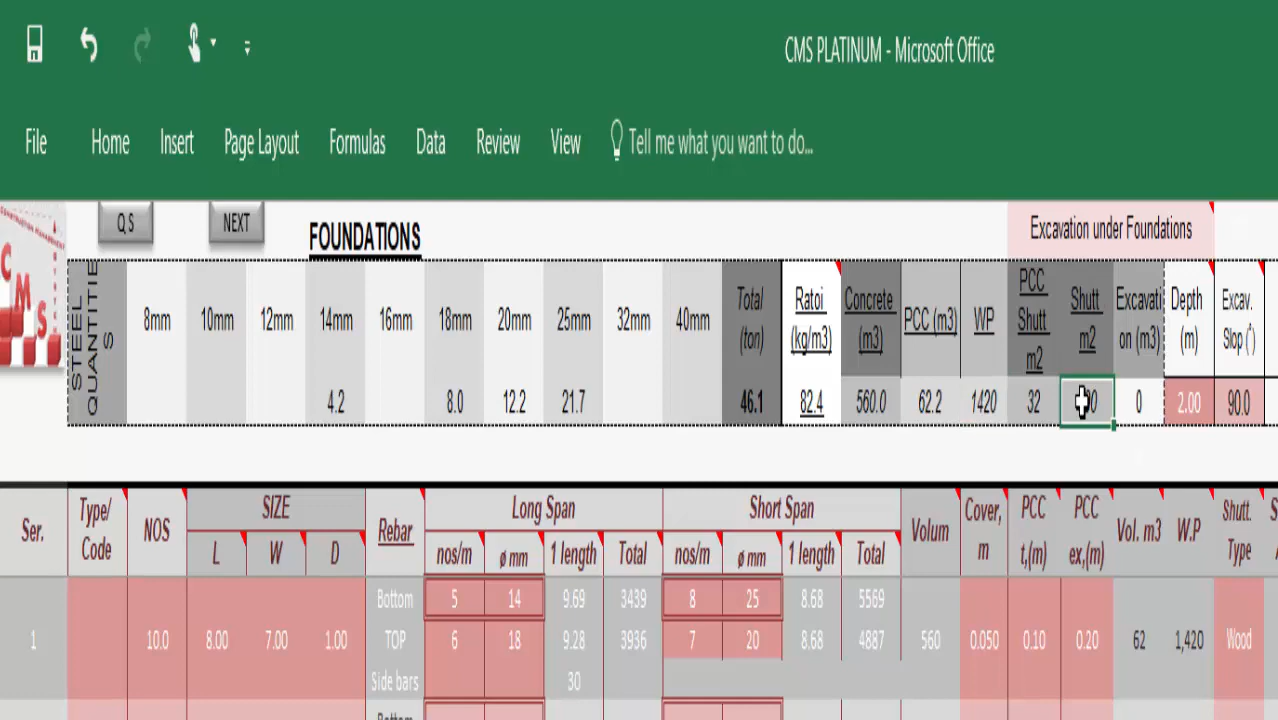 CMS PLATINUM - Microsoft Office
File Home Insert Page Layout Formulas Data Review View Tell me what you want to do...
QS NEXT FOUNDATIONS Excavation under Foundations
C
M
S
STEEL QUANTITIE S 8mm 10mm 12mm 14mm 16mm 18mm 20mm 25mm 32mm 40mm Total (ton) Ratoi (kg/m3) Concrete (m3) PCC (m3) WP PCC Shutt m2 Shutt m2 Excavati on (m3) Depth (m) Excav. Slop (°)
4.2 8.0 12.2 21.7 46.1 82.4 560.0 62.2 1420 32 0 2.00 90.0
Ser. Type/ Code NOS SIZE Rebar Long Span Short Span Volum Cover, m PCC t,(m) PCC ex,(m) Vol. m3 W.P Shutt. Type
L W D nos/m ø mm 1 length Total nos/m ø mm 1 length Total
Bottom 5 14 9.69 3439 8 25 8.68 5569
1 10.0 8.00 7.00 1.00 TOP 6 18 9.28 3936 7 20 8.68 4887 560 0.050 0.10 0.20 62 1,420 Wood
Side bars 30
Bottom